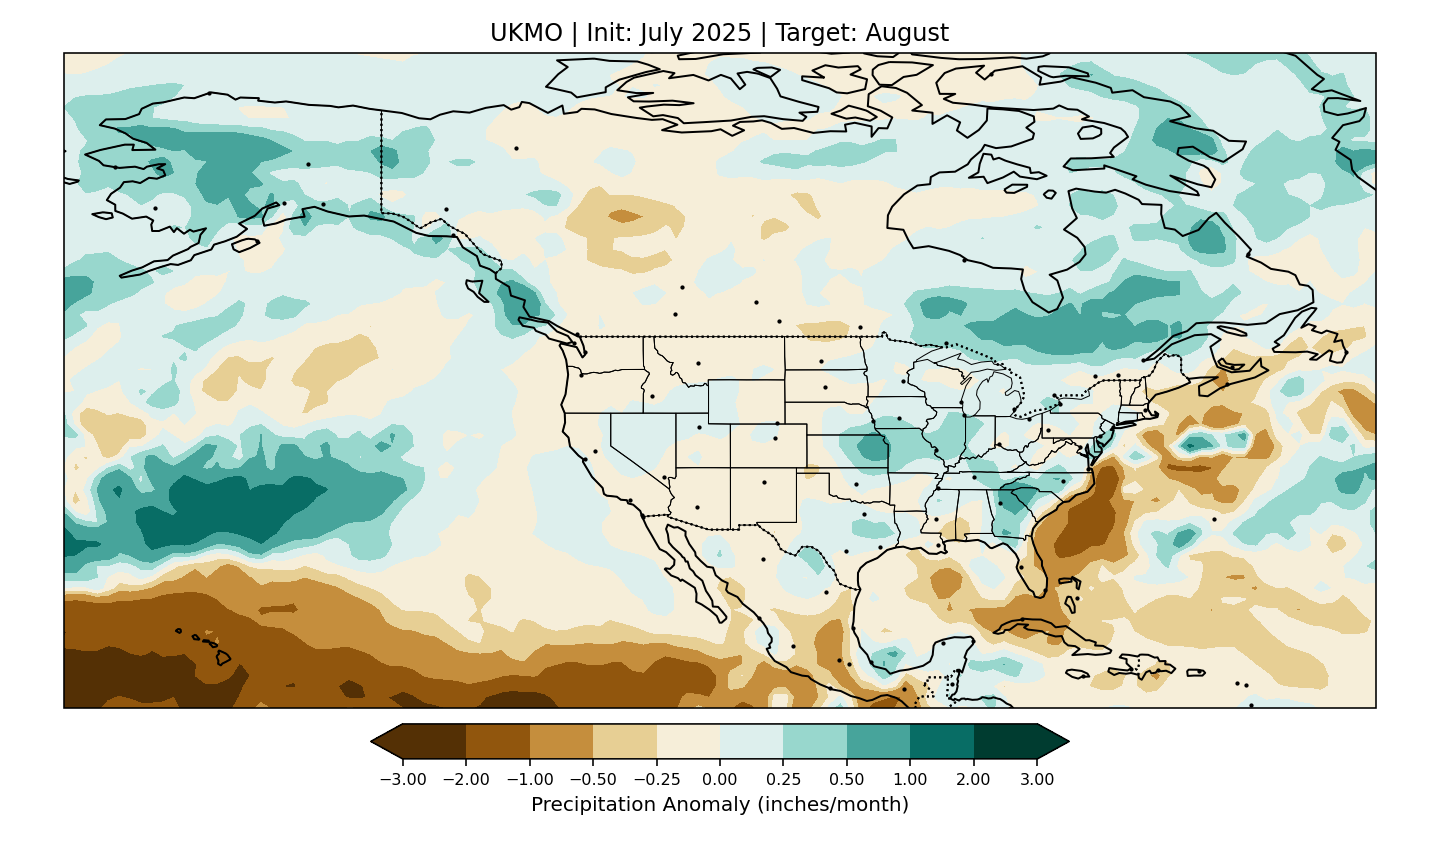 UKMO | Init: July 2025 | Target: August
−3.00 −2.00 −1.00 −0.50 −0.25 0.00 0.25 0.50 1.00 2.00 3.00
Precipitation Anomaly (inches/month)